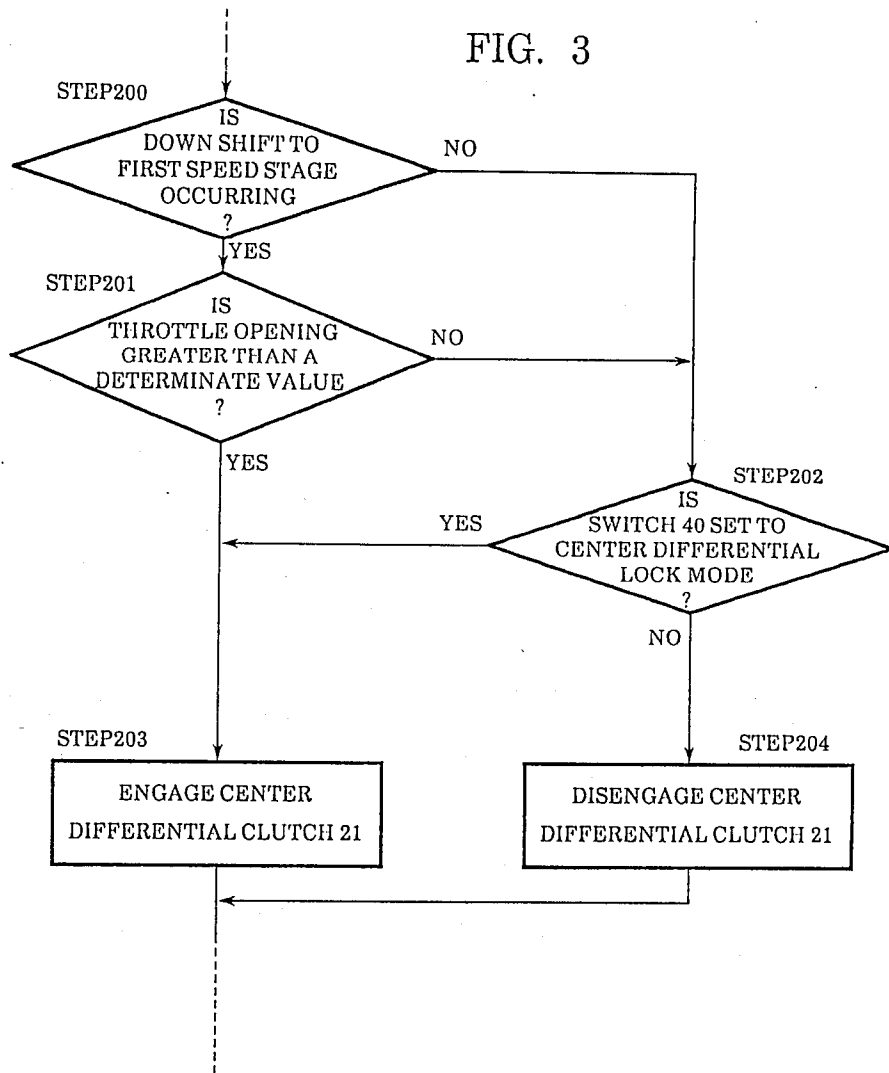 FIG. 3
STEP200
IS
DOWN SHIFT TO
FIRST SPEED STAGE
OCCURRING
?
NO
YES
STEP201
IS
THROTTLE OPENING
GREATER THAN A
DETERMINATE VALUE
?
NO
YES
STEP202
IS
SWITCH 40 SET TO
CENTER DIFFERENTIAL
LOCK MODE
?
YES
NO
STEP203
ENGAGE CENTER
DIFFERENTIAL CLUTCH 21
STEP204
DISENGAGE CENTER
DIFFERENTIAL CLUTCH 21